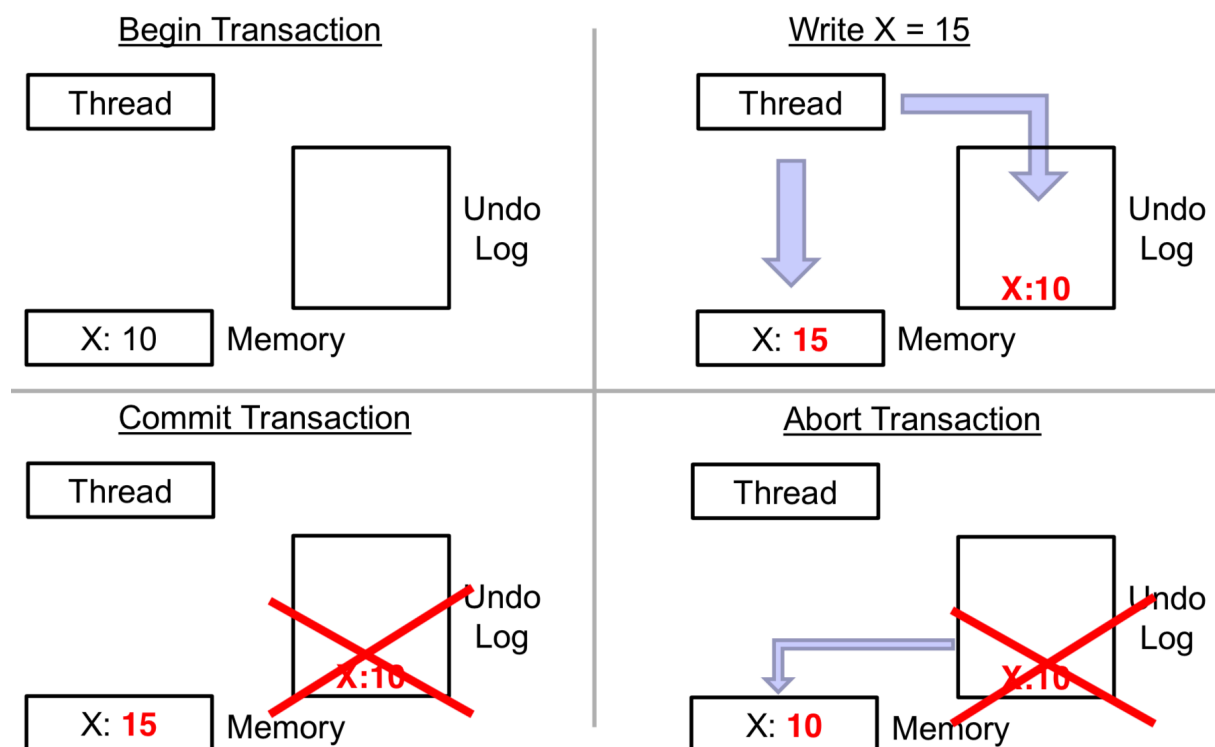 Begin Transaction
Thread
Undo
Log
X: 10
Memory
Write X = 15
Thread
Undo
Log
X:10
X: 15
Memory
Commit Transaction
Thread
Undo
Log
X:10
X: 15
Memory
Abort Transaction
Thread
Undo
Log
X:10
X: 10
Memory